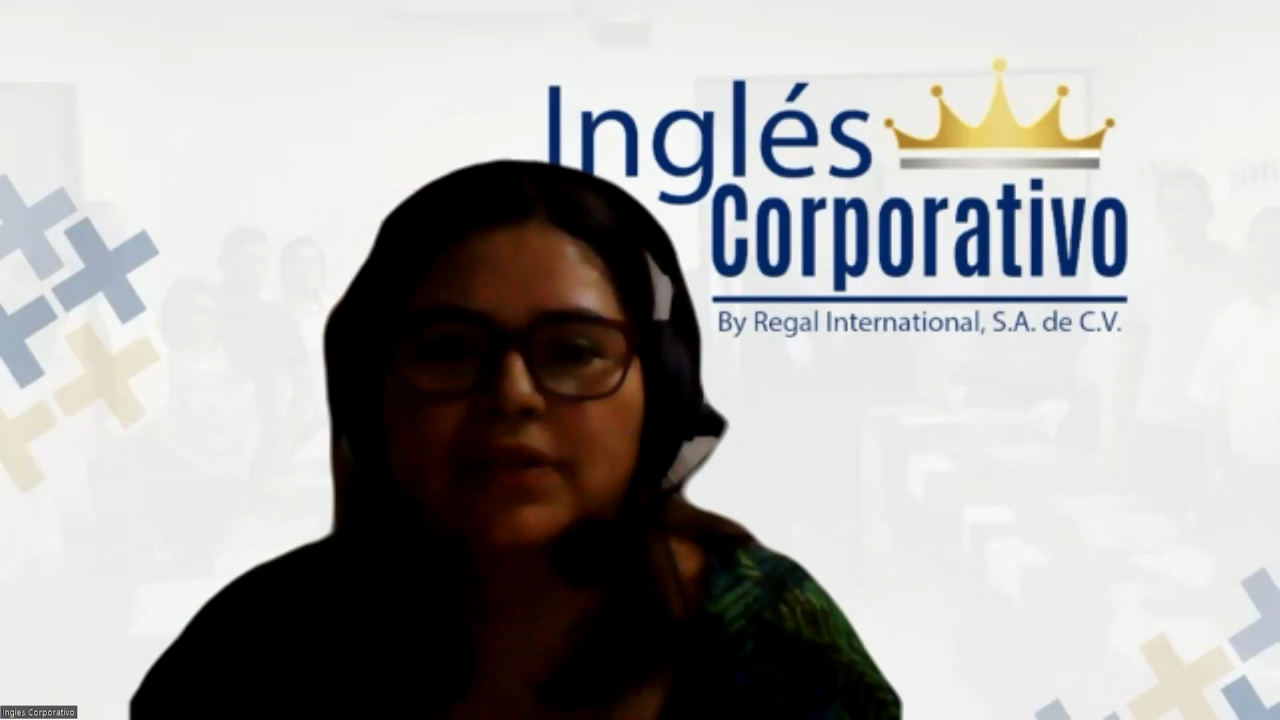 Inglés
Corporativo
By Regal International, S.A. de C.V.
Ingles Corporativo